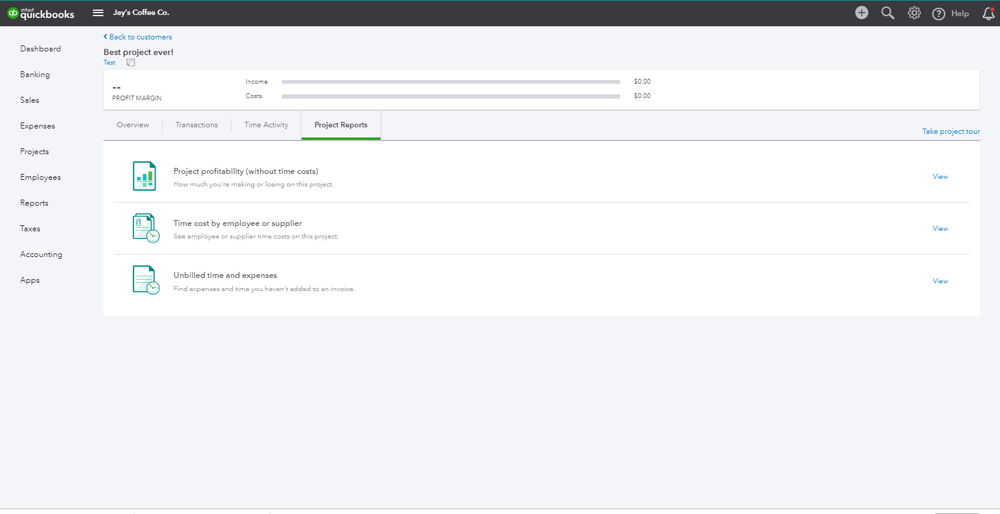 intuit
qb quickbooks
Jay's Coffee Co.
Help
Dashboard
Banking
Sales
Expenses
Projects
Employees
Reports
Taxes
Accounting
Apps
Back to customers
Best project ever!
Test
--
PROFIT MARGIN
Income $0.00
Costs $0.00
Overview
Transactions
Time Activity
Project Reports
Take project tour
Project profitability (without time costs)
How much you're making or losing on this project.
View
Time cost by employee or supplier
See employee or supplier time costs on this project.
View
Unbilled time and expenses
Find expenses and time you haven't added to an invoice.
View